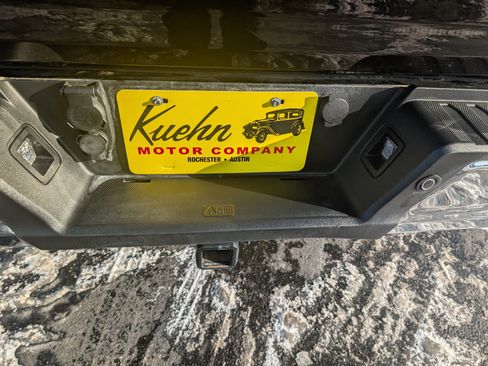 Kuehn
MOTOR COMPANY
ROCHESTER • AUSTIN